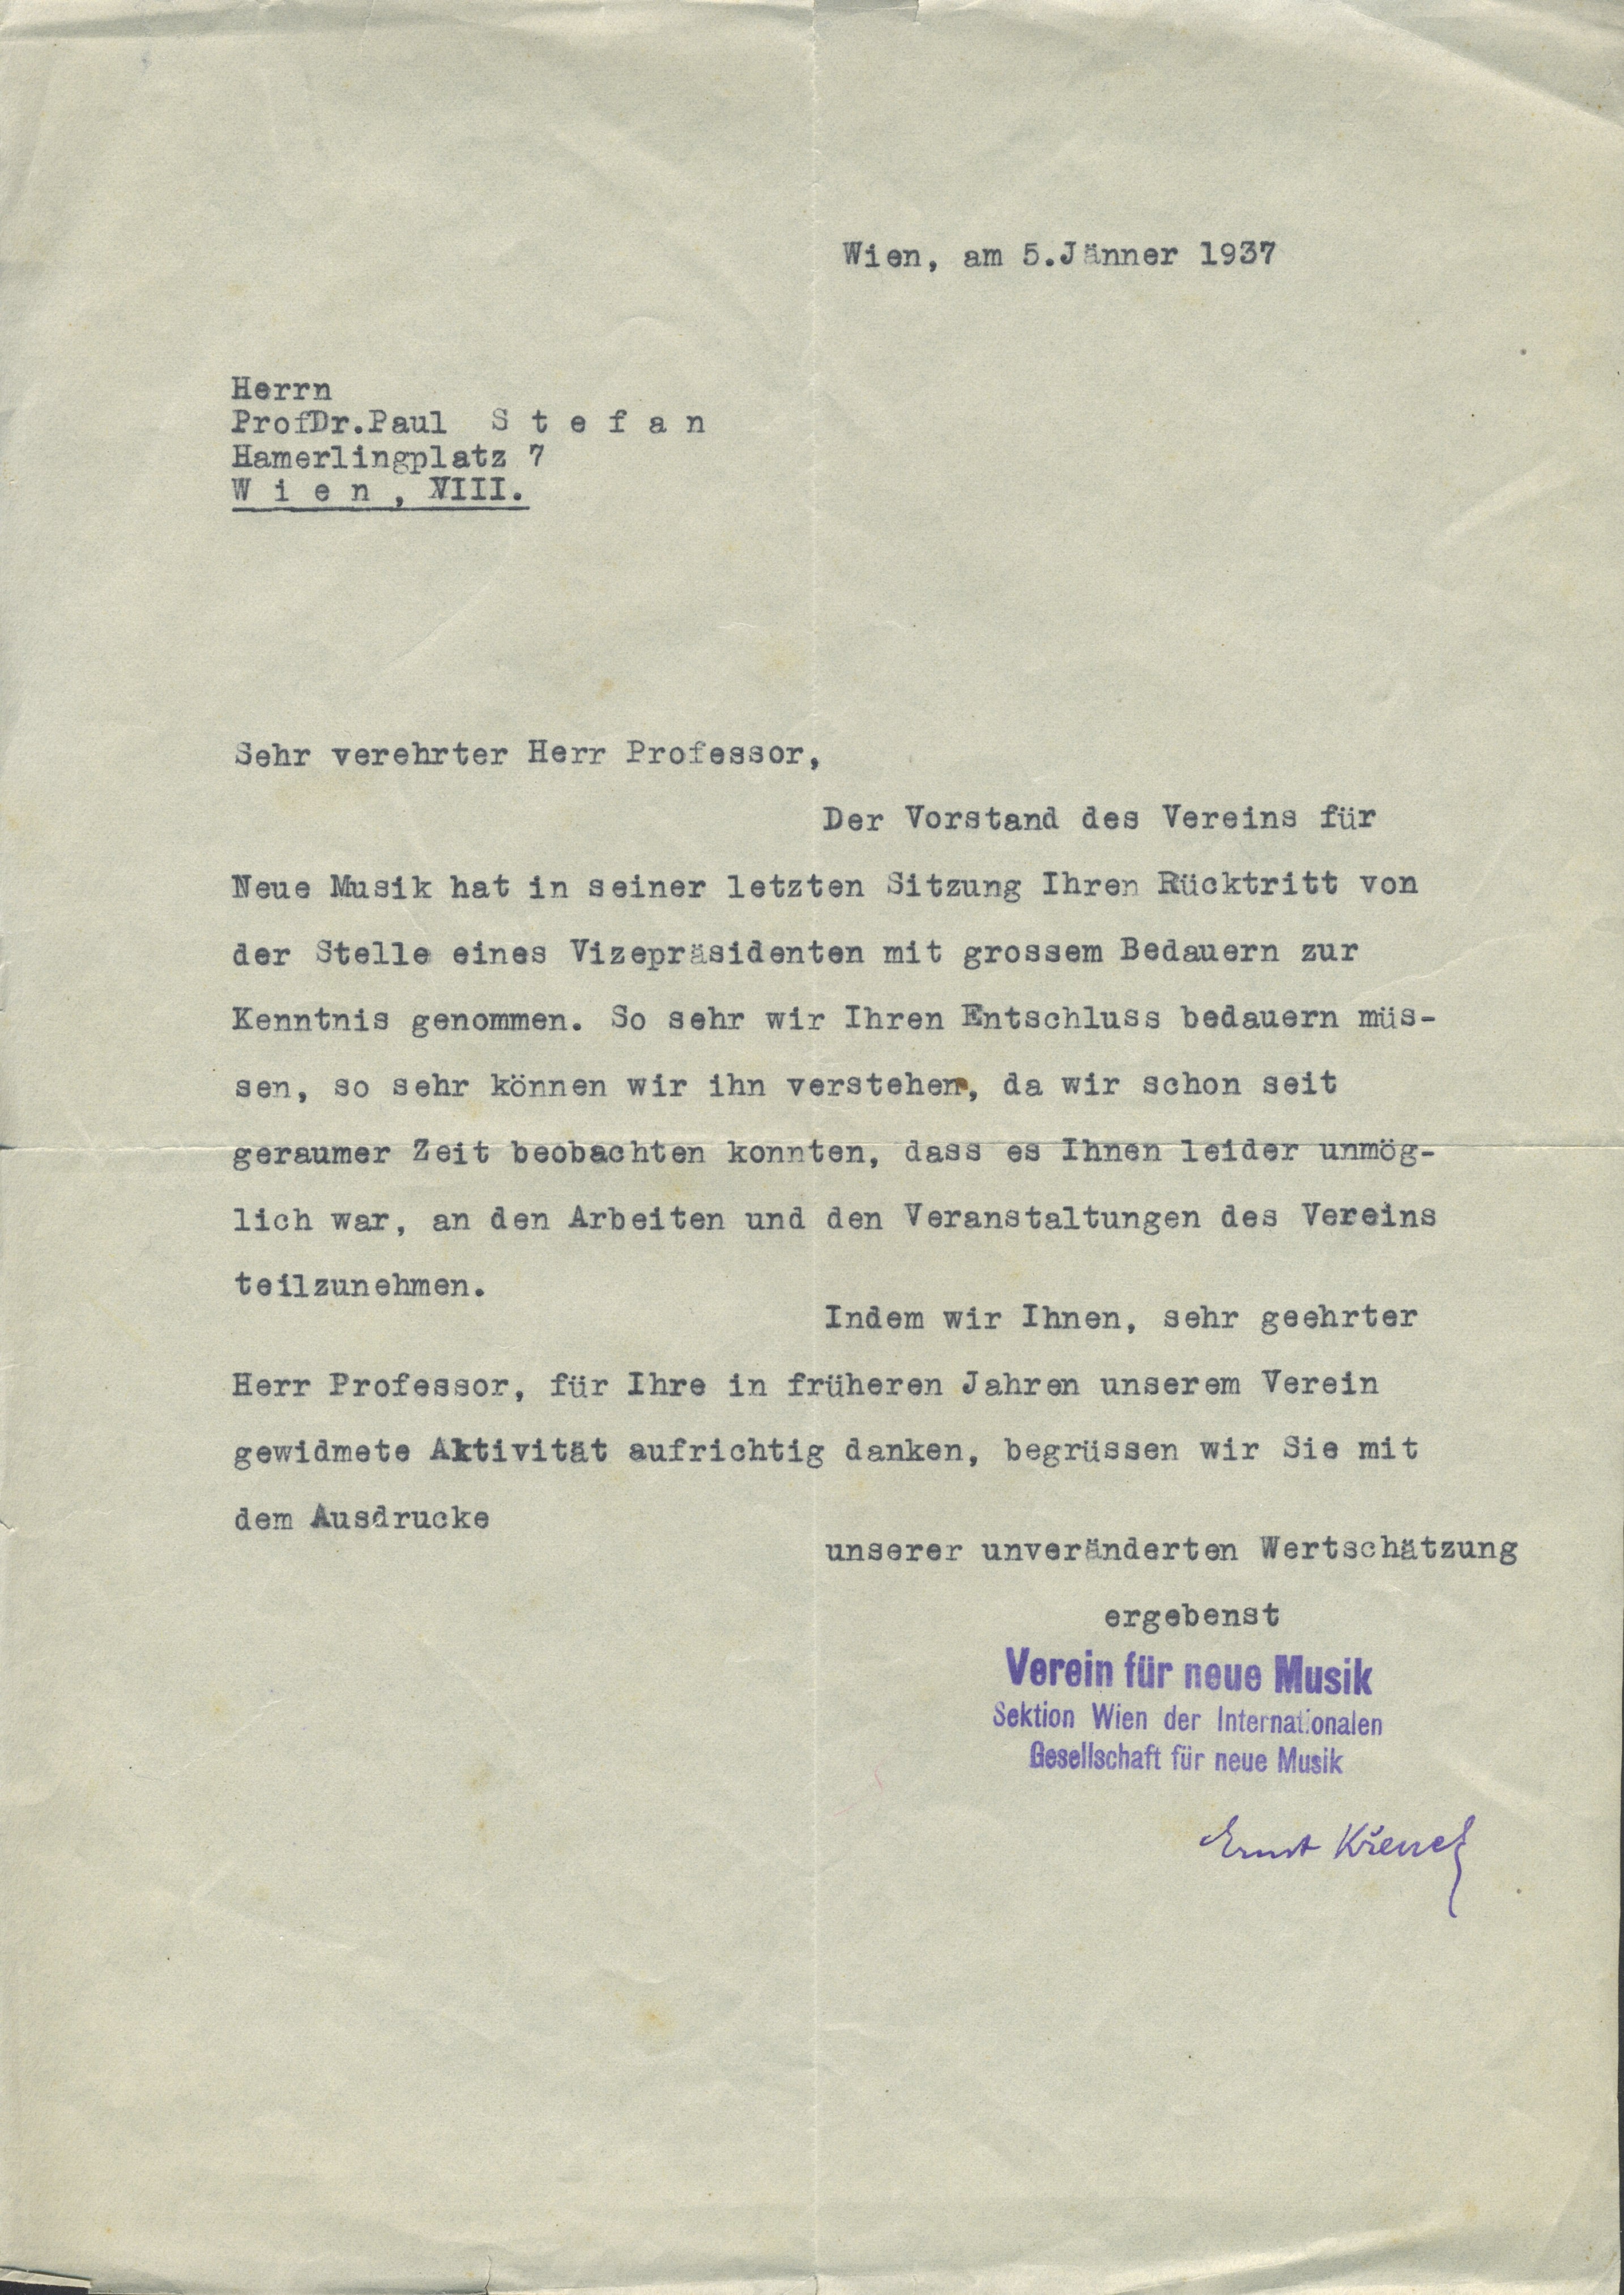 Wien, am 5.Jänner 1937
Herrn
ProfDr.Paul S t e f a n
Hamerlingplatz 7
W i e n , VIII.
Sehr verehrter Herr Professor,
Der Vorstand des Vereins für
Neue Musik hat in seiner letzten Sitzung Ihren Rücktritt von
der Stelle eines Vizepräsidenten mit grossem Bedauern zur
Kenntnis genommen. So sehr wir Ihren Entschluss bedauern müs-
sen, so sehr können wir ihn verstehen, da wir schon seit
geraumer Zeit beobachten konnten, dass es Ihnen leider unmög-
lich war, an den Arbeiten und den Veranstaltungen des Vereins
teilzunehmen.
Indem wir Ihnen, sehr geehrter
Herr Professor, für Ihre in früheren Jahren unserem Verein
gewidmete Aktivität aufrichtig danken, begrüssen wir Sie mit
dem Ausdrucke
unserer unveränderten Wertschätzung
ergebenst
Verein für neue Musik
Sektion Wien der Internationalen
Gesellschaft für neue Musik
Ernst Křenek